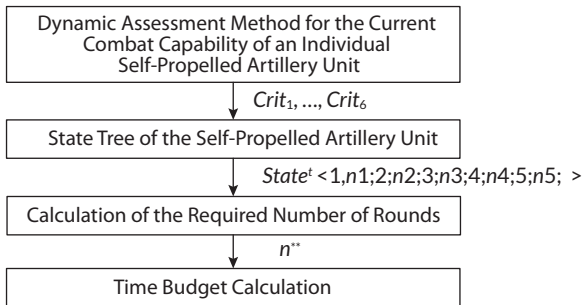 Dynamic Assessment Method for the Current
Combat Capability of an Individual
Self-Propelled Artillery Unit
Crit₁, ..., Crit₆
State Tree of the Self-Propelled Artillery Unit
Stateᵗ <1,n1;2;n2;3;n3;4;n4;5;n5; >
Calculation of the Required Number of Rounds
n**
Time Budget Calculation